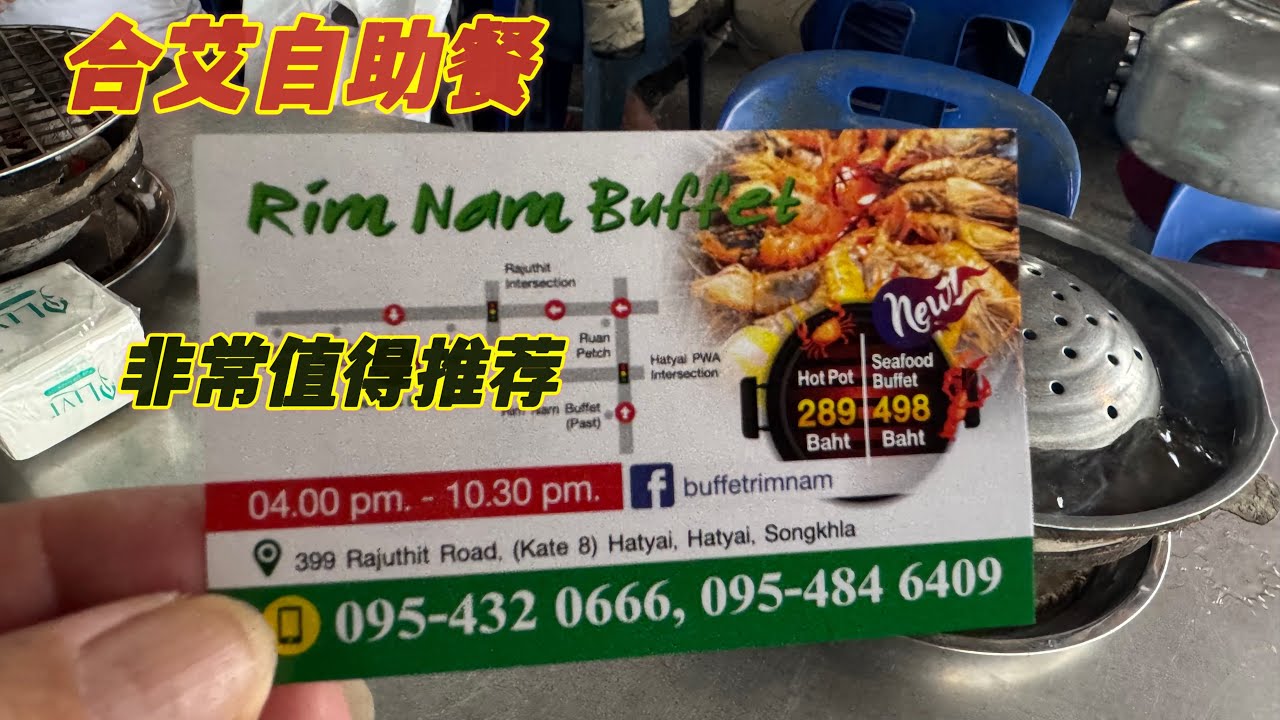 合艾自助餐
Rim Nam Buffet
Rajuthit
Intersection
Ruan
Petch
Hatyai PWA
Intersection
非常值得推荐
Rim Nam Buffet
(Past)
New!
Hot Pot
289
Baht
Seafood
Buffet
498
Baht
04.00 pm. - 10.30 pm.
f buffetrimnam
399 Rajuthit Road, (Kate 8) Hatyai, Hatyai, Songkhla
095-432 0666, 095-484 6409